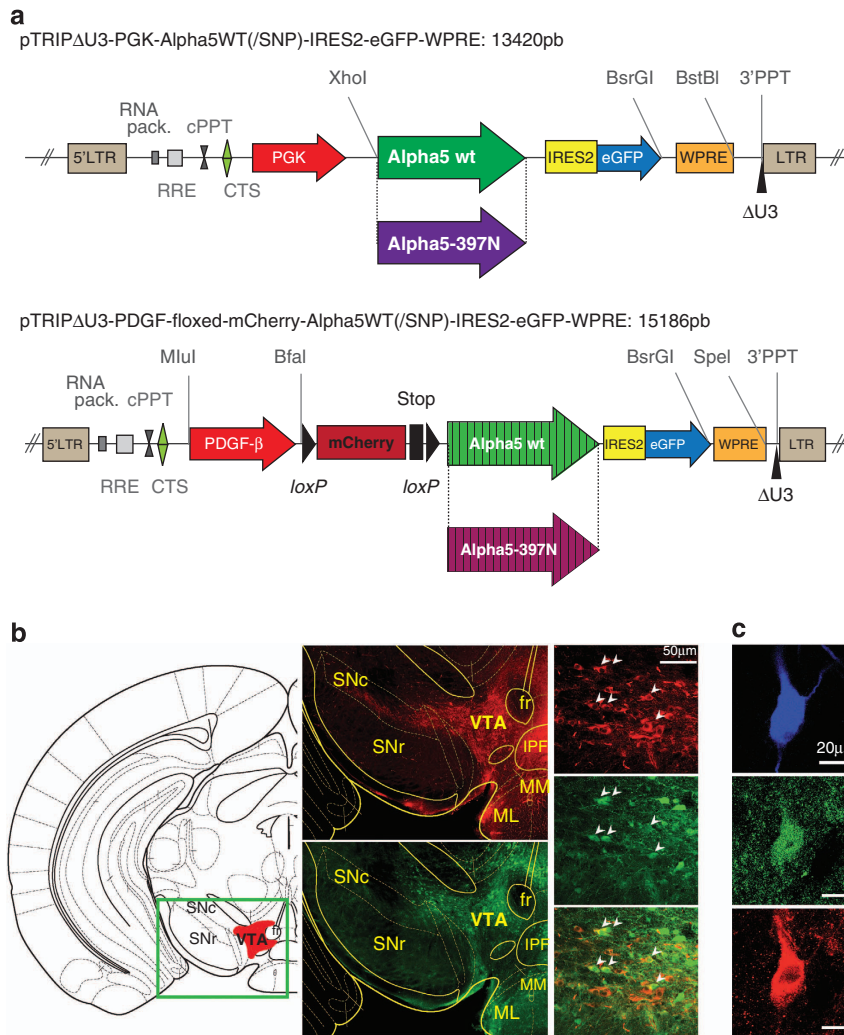 a
pTRIPΔU3-PGK-Alpha5WT(/SNP)-IRES2-eGFP-WPRE: 13420pb
XhoI
BsrGI
BstBI
3'PPT
RNA
pack.
cPPT
5'LTR
PGK
Alpha5 wt
IRES2
eGFP
WPRE
LTR
RRE
CTS
ΔU3
Alpha5-397N
pTRIPΔU3-PDGF-floxed-mCherry-Alpha5WT(/SNP)-IRES2-eGFP-WPRE: 15186pb
MluI
BfaI
BsrGI
SpeI
3'PPT
RNA
pack.
cPPT
Stop
5'LTR
PDGF-β
mCherry
Alpha5 wt
IRES2
eGFP
WPRE
LTR
RRE
CTS
loxP
loxP
ΔU3
Alpha5-397N
b
SNc
SNr
VTA
fr
SNc
fr
VTA
SNr
IPF
MM
ML
SNc
fr
VTA
SNr
IPF
MM
ML
50μm
c
20μ